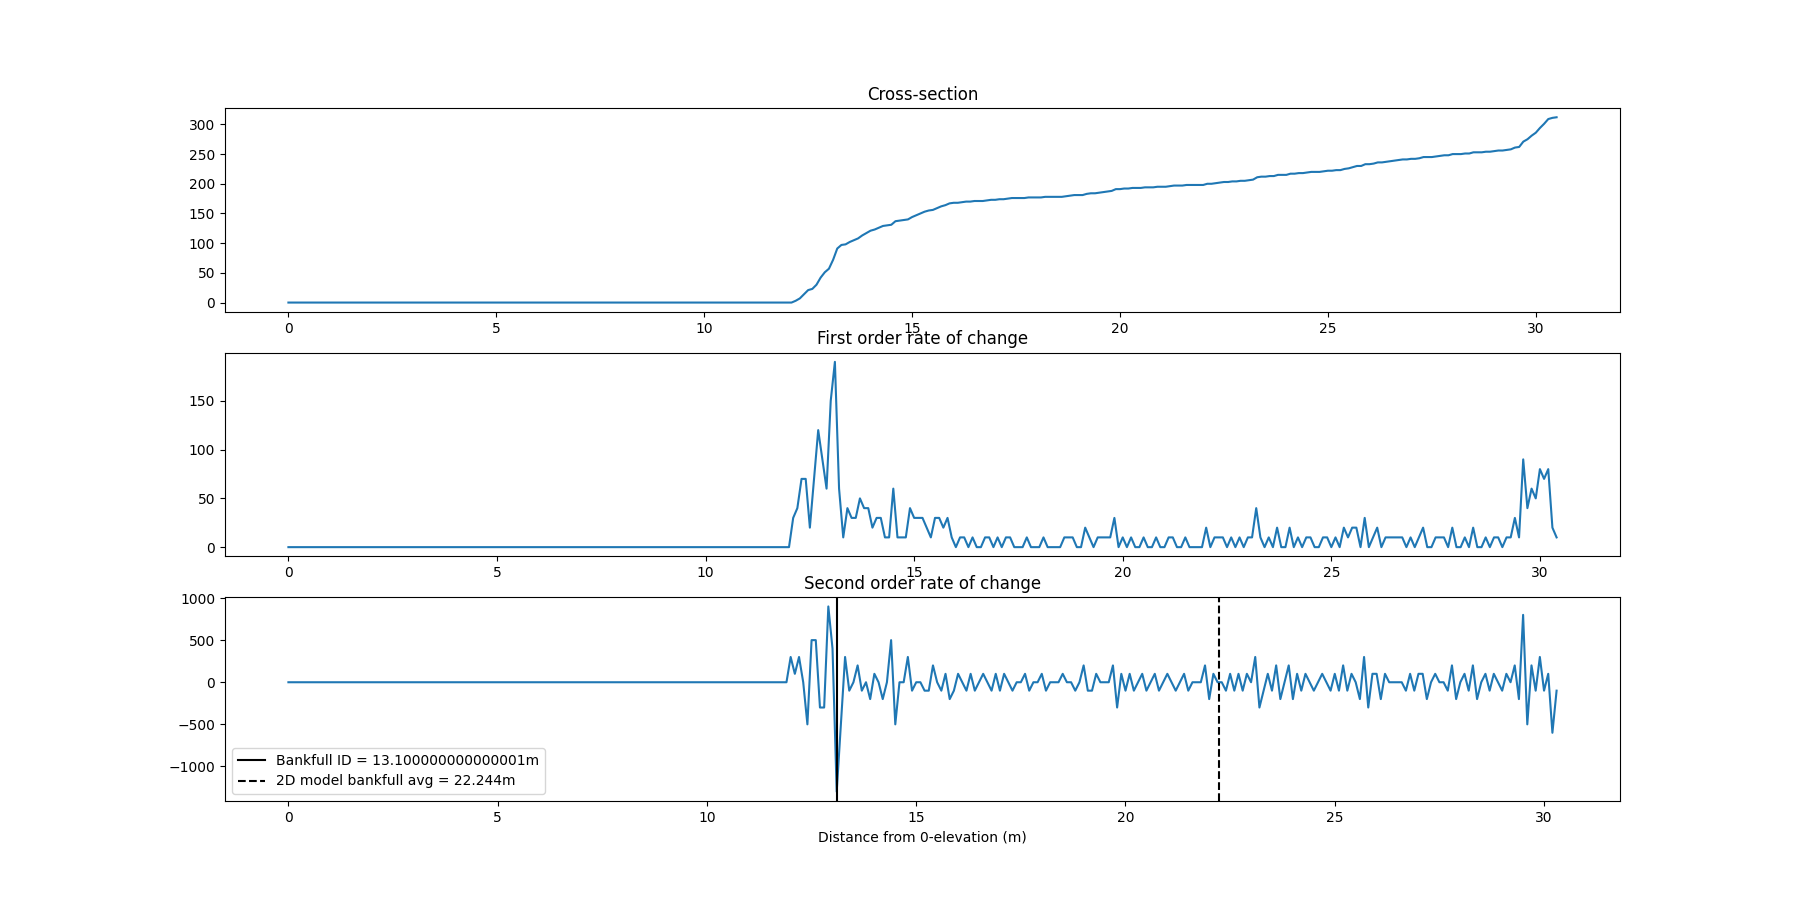 Cross-section
300
250
200
150
100
50
0
0 5 10 15 20 25 30
First order rate of change
150
100
50
0
0 5 10 15 20 25 30
Second order rate of change
1000
500
0
−500
−1000
Bankfull ID = 13.100000000000001m
2D model bankfull avg = 22.244m
0 5 10 15 20 25 30
Distance from 0-elevation (m)